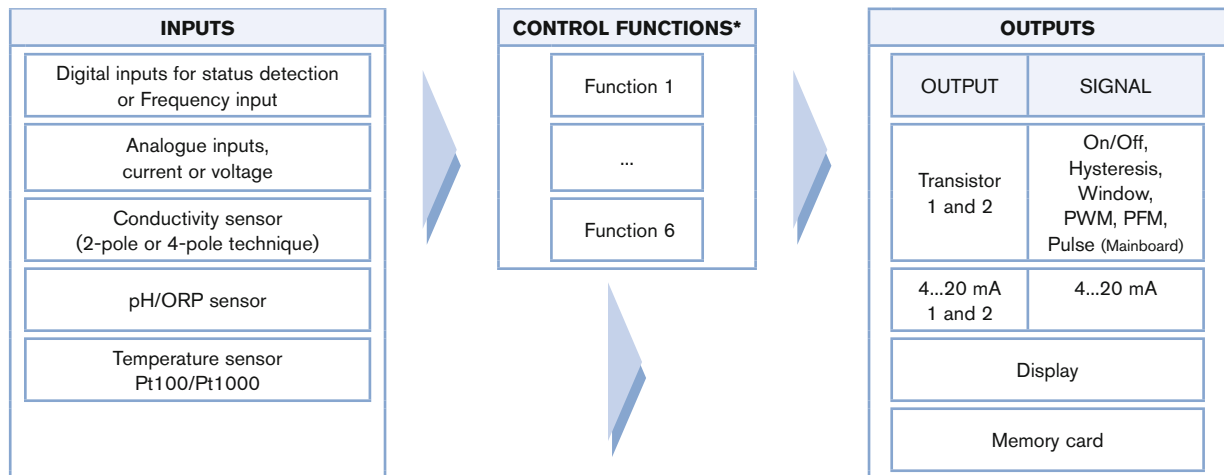 INPUTS
Digital inputs for status detection
or Frequency input
Analogue inputs,
current or voltage
Conductivity sensor
(2-pole or 4-pole technique)
pH/ORP sensor
Temperature sensor
Pt100/Pt1000
CONTROL FUNCTIONS*
Function 1
...
Function 6
OUTPUTS
OUTPUT
SIGNAL
Transistor
1 and 2
On/Off,
Hysteresis,
Window,
PWM, PFM,
Pulse (Mainboard)
4...20 mA
1 and 2
4...20 mA
Display
Memory card